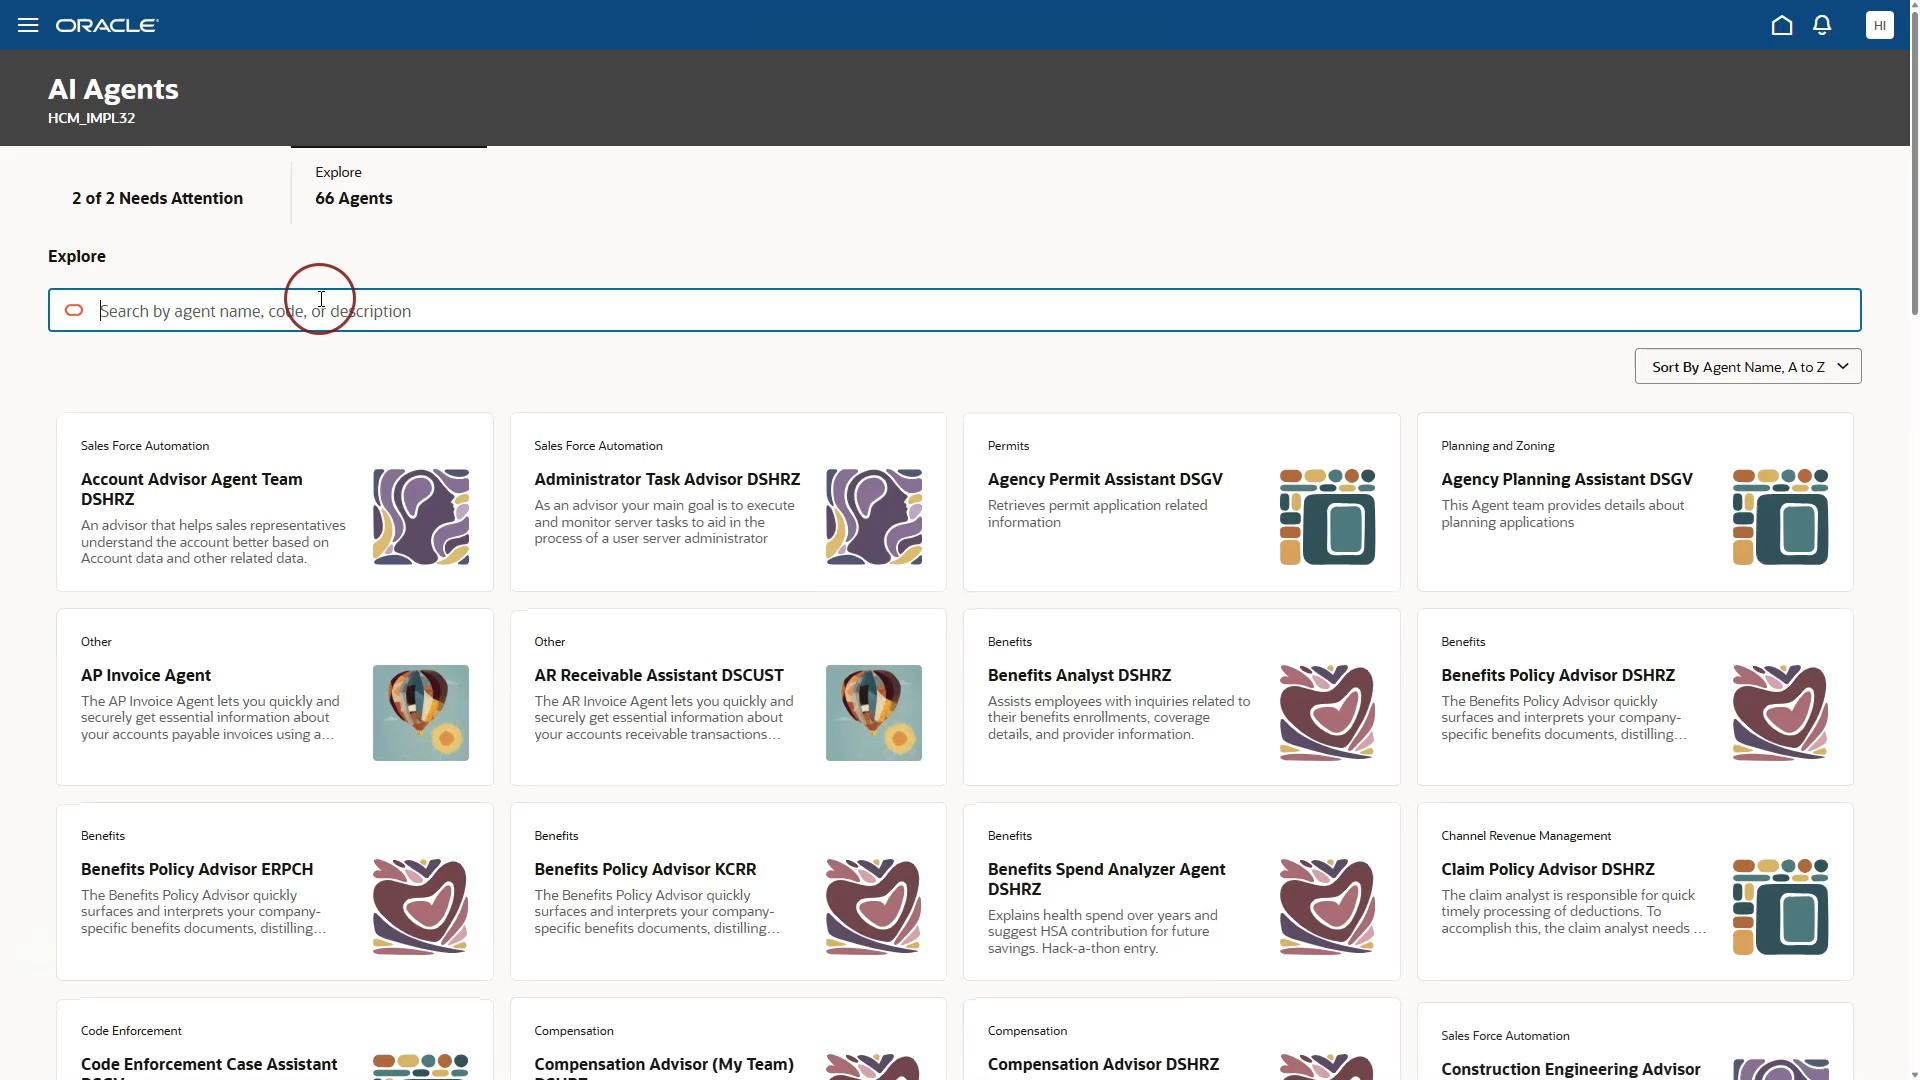 ORACLE
HI
AI Agents
HCM_IMPL32
2 of 2 Needs Attention
Explore
66 Agents
Explore
Search by agent name, code, or description
Sort By Agent Name, A to Z
Sales Force Automation
Account Advisor Agent Team
DSHRZ
An advisor that helps sales representatives
understand the account better based on
Account data and other related data.
Sales Force Automation
Administrator Task Advisor DSHRZ
As an advisor your main goal is to execute
and monitor server tasks to aid in the
process of a user server administrator
Permits
Agency Permit Assistant DSGV
Retrieves permit application related
information
Planning and Zoning
Agency Planning Assistant DSGV
This Agent team provides details about
planning applications
Other
AP Invoice Agent
The AP Invoice Agent lets you quickly and
securely get essential information about
your accounts payable invoices using a...
Other
AR Receivable Assistant DSCUST
The AR Invoice Agent lets you quickly and
securely get essential information about
your accounts receivable transactions...
Benefits
Benefits Analyst DSHRZ
Assists employees with inquiries related to
their benefits enrollments, coverage
details, and provider information.
Benefits
Benefits Policy Advisor DSHRZ
The Benefits Policy Advisor quickly
surfaces and interprets your company-
specific benefits documents, distilling...
Benefits
Benefits Policy Advisor ERPCH
The Benefits Policy Advisor quickly
surfaces and interprets your company-
specific benefits documents, distilling...
Benefits
Benefits Policy Advisor KCRR
The Benefits Policy Advisor quickly
surfaces and interprets your company-
specific benefits documents, distilling...
Benefits
Benefits Spend Analyzer Agent
DSHRZ
Explains health spend over years and
suggest HSA contribution for future
savings. Hack-a-thon entry.
Channel Revenue Management
Claim Policy Advisor DSHRZ
The claim analyst is responsible for quick
timely processing of deductions. To
accomplish this, the claim analyst needs ...
Code Enforcement
Code Enforcement Case Assistant
Compensation
Compensation Advisor (My Team)
Compensation
Compensation Advisor DSHRZ
Sales Force Automation
Construction Engineering Advisor